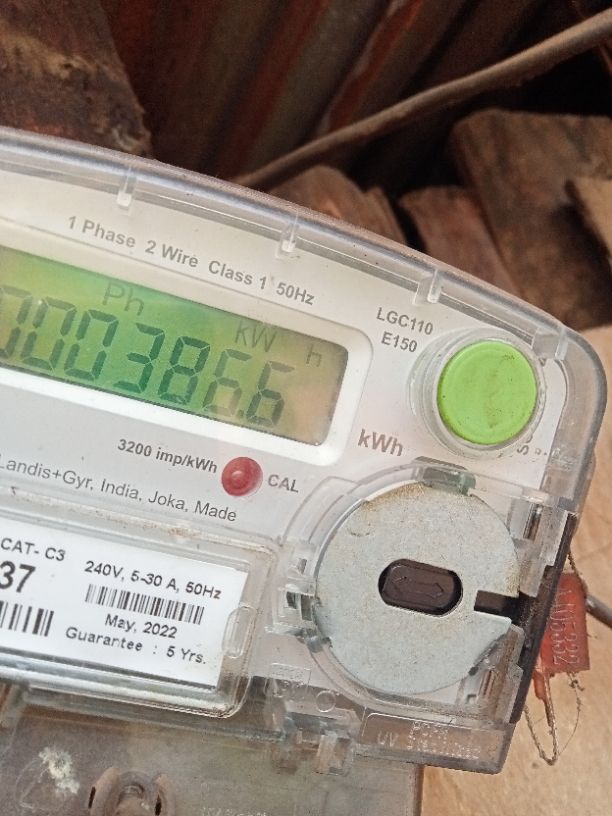 1 Phase 2 Wire Class 1 50Hz
LGC110
E150
Ph
kW h
0003866
kWh
3200 imp/kWh
CAL
Landis+Gyr, India, Joka, Made
CAT- C3
37
240V, 5-30 A, 50Hz
May, 2022
Guarantee : 5 Yrs.